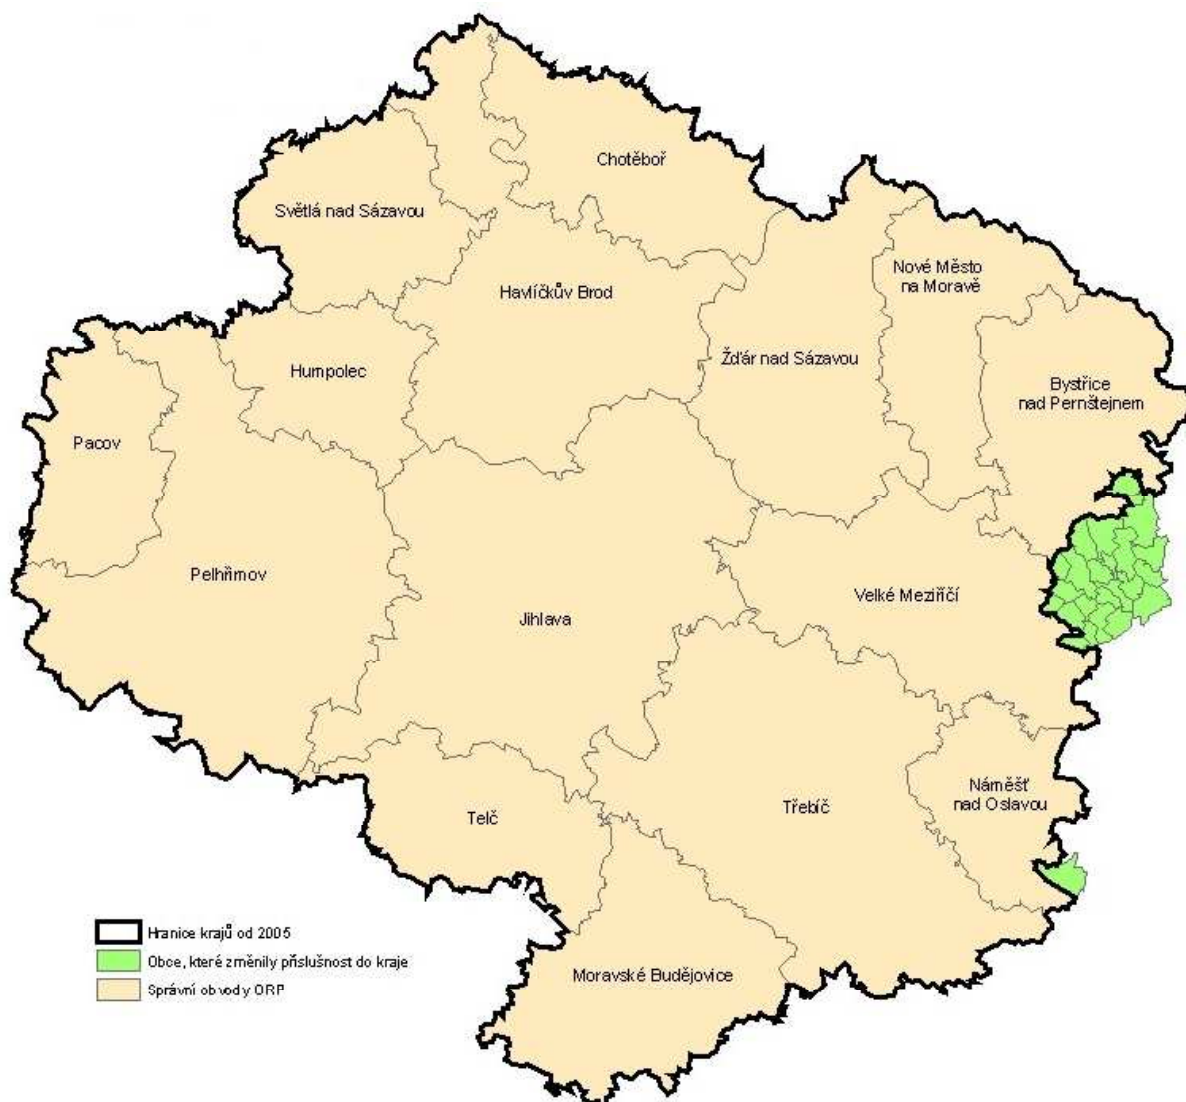 Chotěboř
Světlá nad Sázavou
Nové Město
na Moravě
Havlíčkův Brod
Žďár nad Sázavou
Humpolec
Bystřice
nad Pernštejnem
Pacov
Pelhřimov
Velké Meziříčí
Jihlava
Náměšť
nad Oslavou
Třebíč
Telč
Hranice krajů od 2005
Obce, které změnily příslušnost do kraje
Správní obvody ORP
Moravské Budějovice